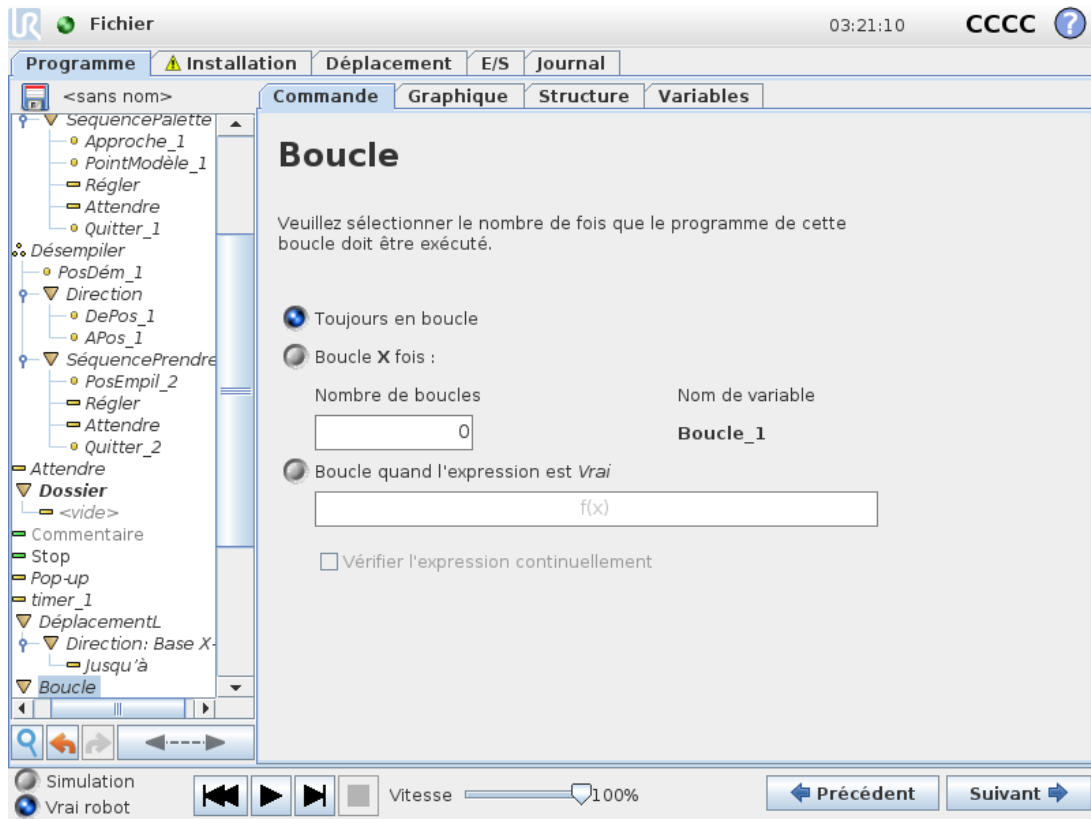 Fichier 03:21:10 CCCC ?
Programme Installation Déplacement E/S Journal
<sans nom> Commande Graphique Structure Variables
SéquencePalette
Approche_1
PointModèle_1
Régler
Attendre
Quitter_1
Désempiler
PosDém_1
Direction
DePos_1
APos_1
SéquencePrendre
PosEmpil_2
Régler
Attendre
Quitter_2
Attendre
Dossier
<vide>
Commentaire
Stop
Pop-up
timer_1
DéplacementL
Direction: Base X-
Jusqu'à
Boucle
Boucle
Veuillez sélectionner le nombre de fois que le programme de cette
boucle doit être exécuté.
Toujours en boucle
Boucle X fois :
Nombre de boucles Nom de variable
0 Boucle_1
Boucle quand l'expression est Vrai
f(x)
Vérifier l'expression continuellement
Simulation
Vrai robot
Vitesse 100% Précédent Suivant